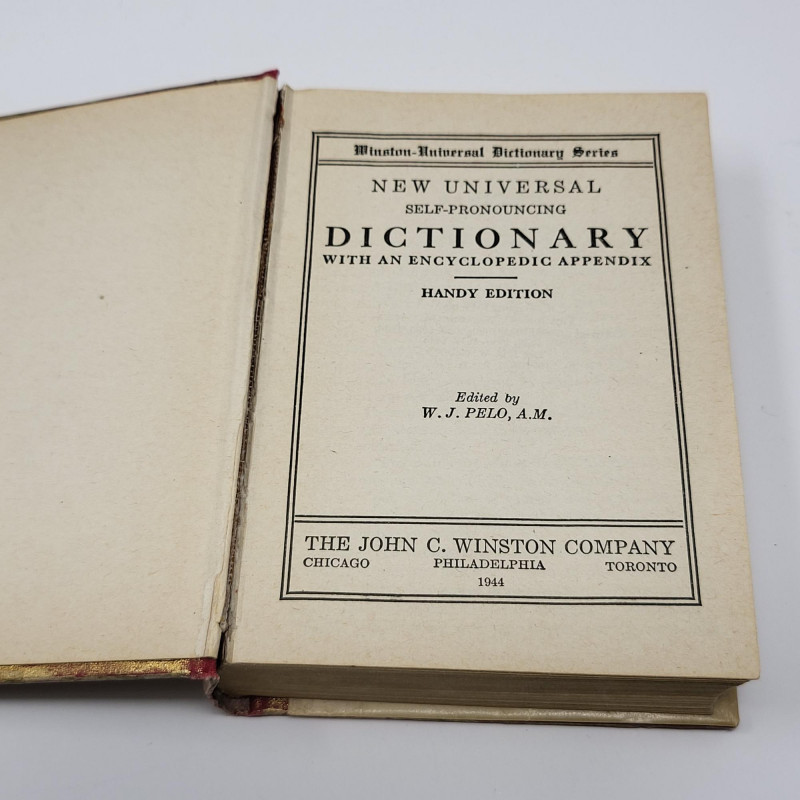 Winston-Universal Dictionary Series
NEW UNIVERSAL
SELF-PRONOUNCING
DICTIONARY
WITH AN ENCYCLOPEDIC APPENDIX
HANDY EDITION
Edited by
W. J. PELO, A.M.
THE JOHN C. WINSTON COMPANY
CHICAGO PHILADELPHIA TORONTO
1944